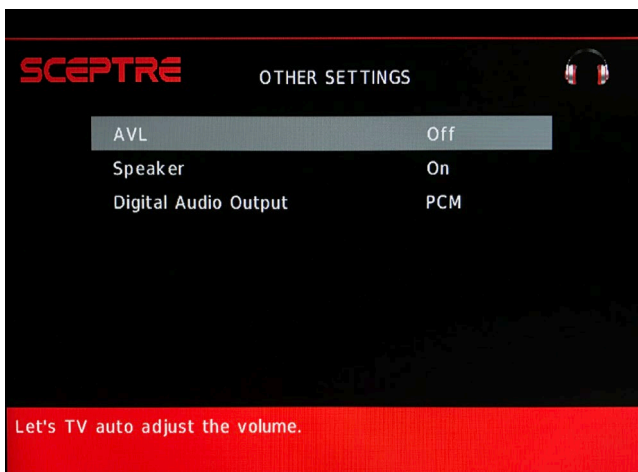 SCEPTRE
OTHER SETTINGS
AVL Off
Speaker On
Digital Audio Output PCM
Let's TV auto adjust the volume.